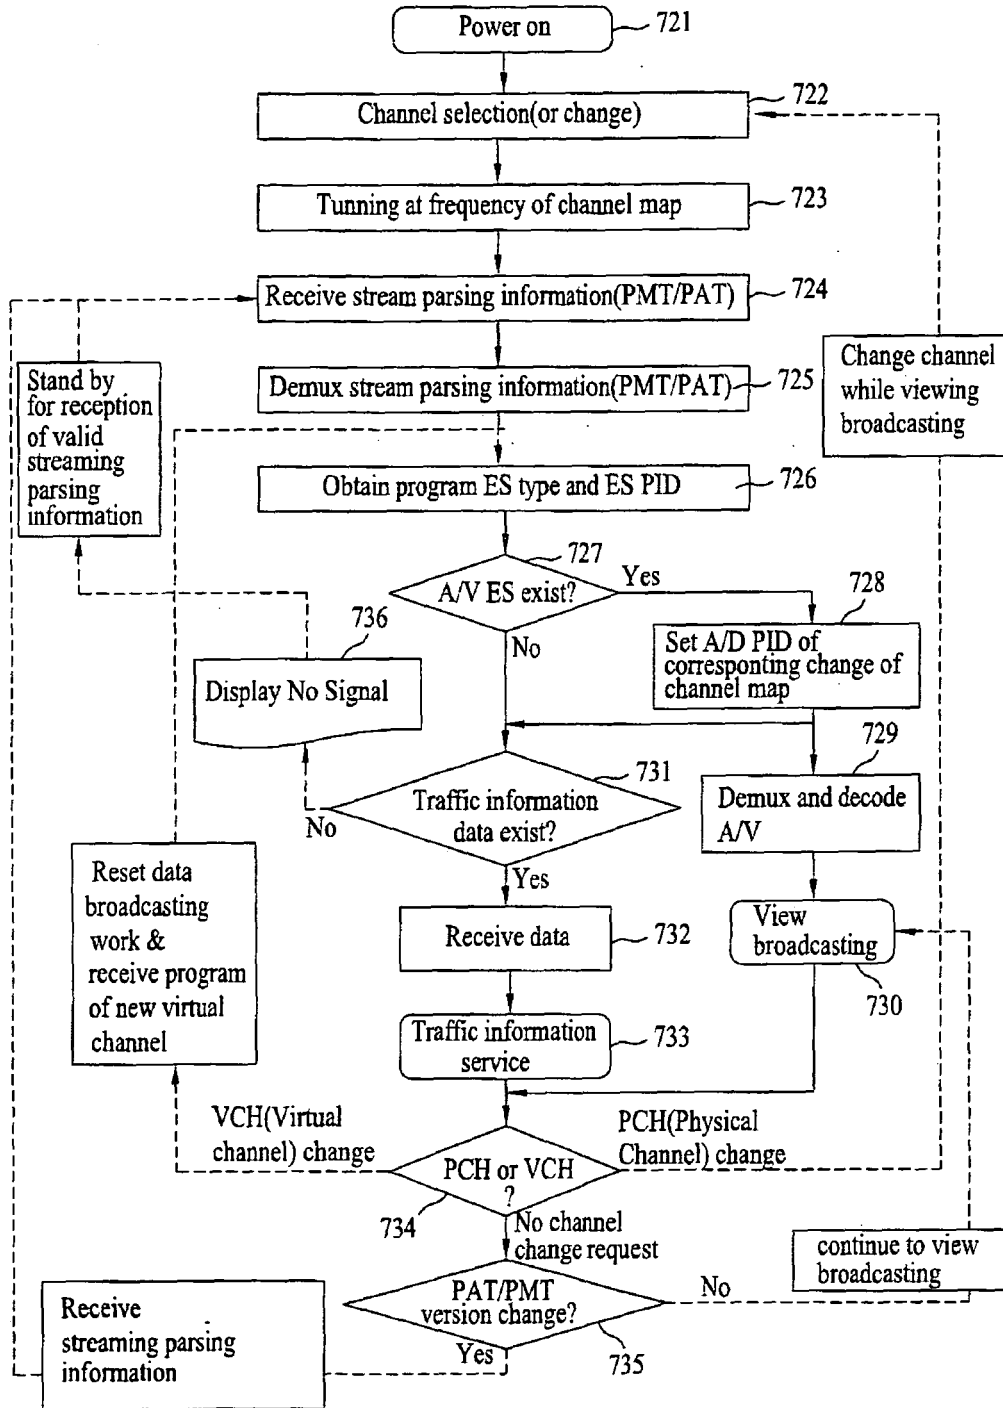 Power on
721
Channel selection(or change)
722
Tunning at frequency of channel map
723
Receive stream parsing information(PMT/PAT)
724
Demux stream parsing information(PMT/PAT)
725
Stand by
for reception
of valid
streaming
parsing
information
Change channel
while viewing
broadcasting
Obtain program ES type and ES PID
726
A/V ES exist?
727
Yes
No
Set A/D PID of
corresponting change of
channel map
728
Display No Signal
736
Traffic information
data exist?
731
No
Yes
Demux and decode
A/V
729
Reset data
broadcasting
work &
receive program
of new virtual
channel
Receive data
732
View
broadcasting
730
Traffic information
service
733
VCH(Virtual
channel) change
PCH(Physical
Channel) change
PCH or VCH
?
734
No channel
change request
continue to view
broadcasting
PAT/PMT
version change?
735
No
Yes
Receive
streaming parsing
information